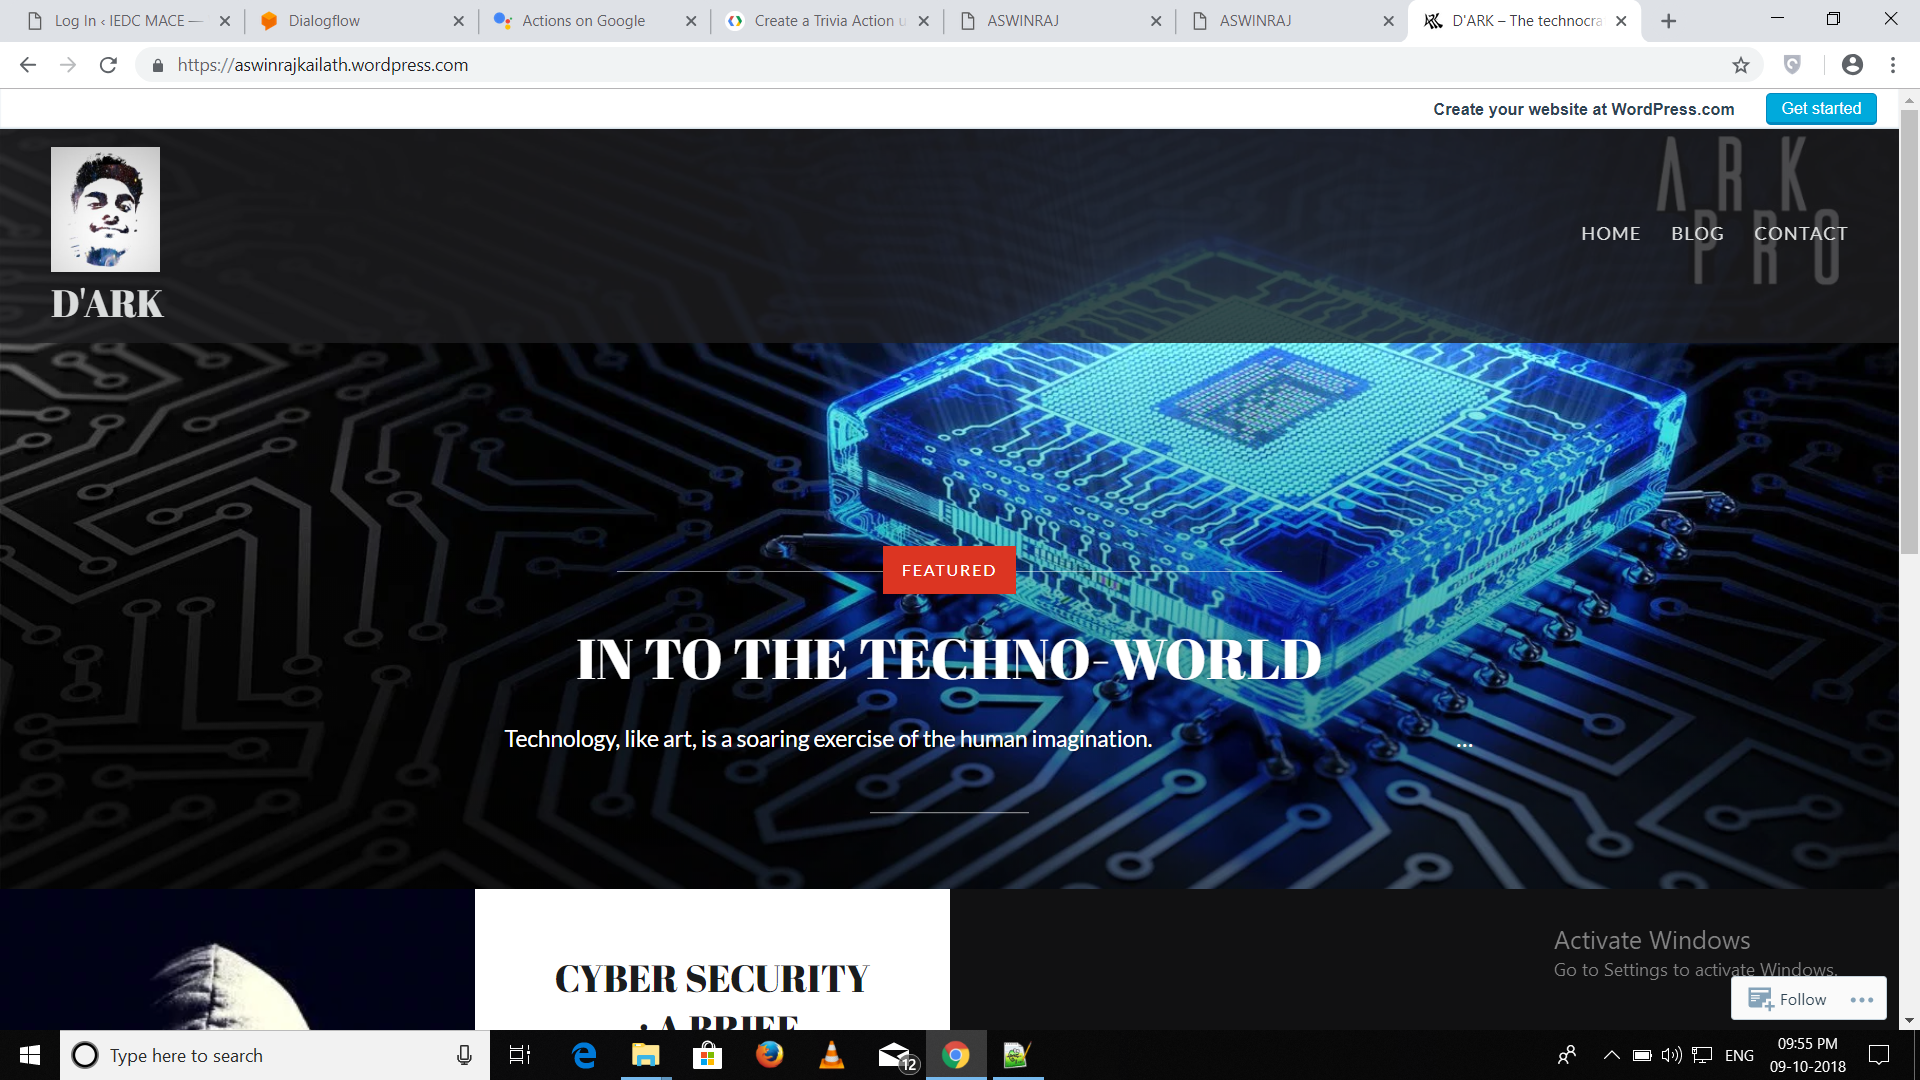 Log In ‹ IEDC MACE —
Dialogflow
Actions on Google
Create a Trivia Action u
ASWINRAJ
ASWINRAJ
D'ARK – The technocra
https://aswinrajkailath.wordpress.com
Create your website at WordPress.com
Get started
ARK
PRO
HOME
BLOG
CONTACT
D'ARK
FEATURED
IN TO THE TECHNO-WORLD
Technology, like art, is a soaring exercise of the human imagination. ...
CYBER SECURITY
: A BRIEF
Activate Windows
Go to Settings to activate Windows.
Follow
Type here to search
12
ENG
09:55 PM
09-10-2018